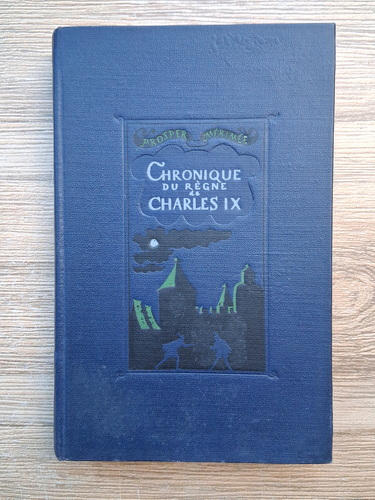 PROSPER MÉRIMÉE
CHRONIQUE
DU RÈGNE
de
CHARLES IX